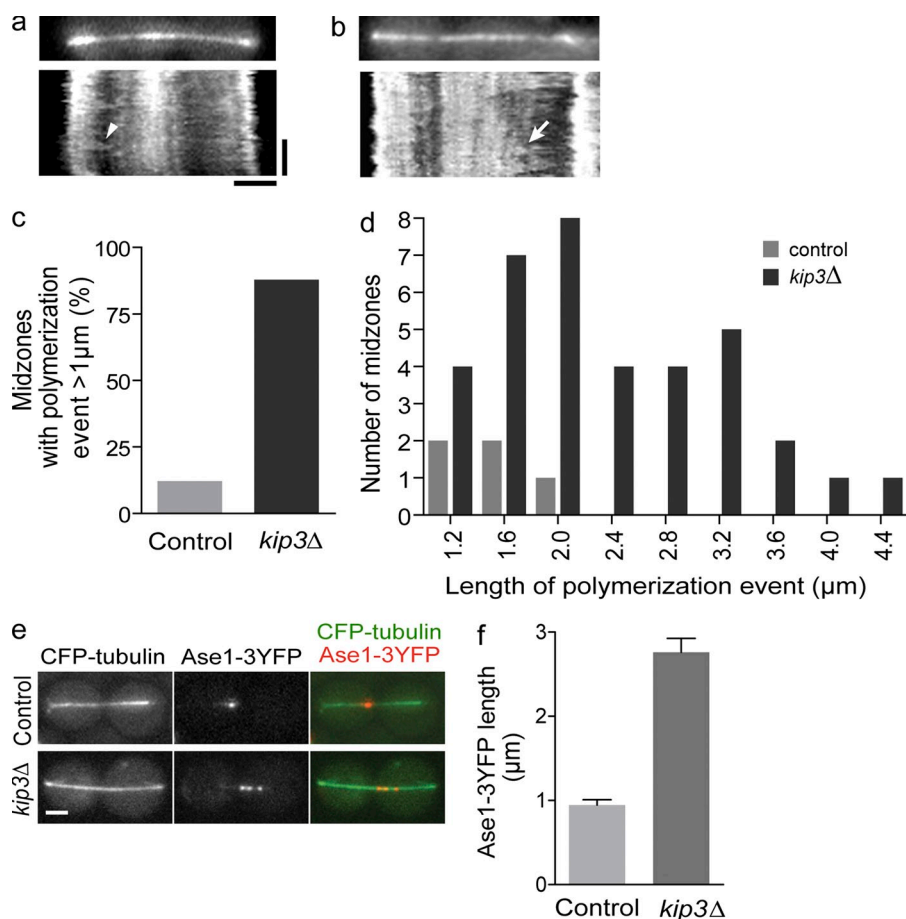 a
b
c
Midzones
with polymerization
event >1µm (%)
100
75
50
25
0
Control
kip3Δ
d
Number of midzones
8
7
6
5
4
3
2
1
0
control
kip3Δ
1.2
1.6
2.0
2.4
2.8
3.2
3.6
4.0
4.4
Length of polymerization event (µm)
e
CFP-tubulin
Ase1-3YFP
CFP-tubulin
Ase1-3YFP
Control
kip3Δ
f
Ase1-3YFP length
(µm)
3
2
1
0
Control
kip3Δ